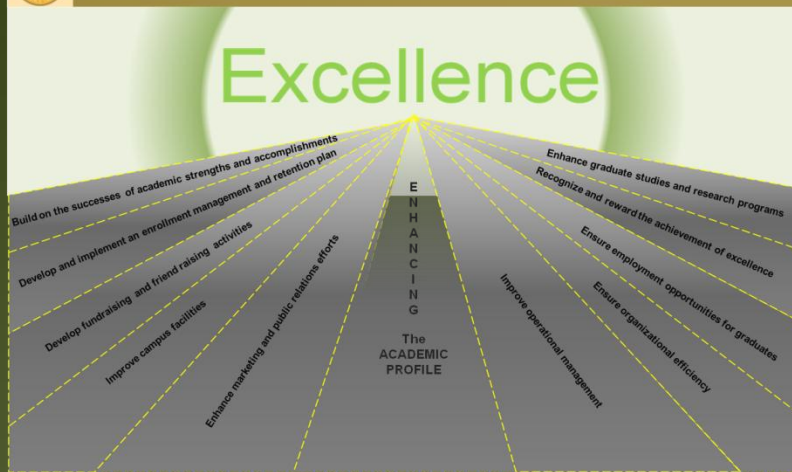 Excellence
Build on the successes of academic strengths and accomplishments
Develop and implement an enrollment management and retention plan
Develop fundraising and friend raising activities
Improve campus facilities
Enhance marketing and public relations efforts
ENHANCING
The
ACADEMIC
PROFILE
Improve operational management
Ensure organizational efficiency
Ensure employment opportunities for graduates
Recognize and reward the achievement of excellence
Enhance graduate studies and research programs